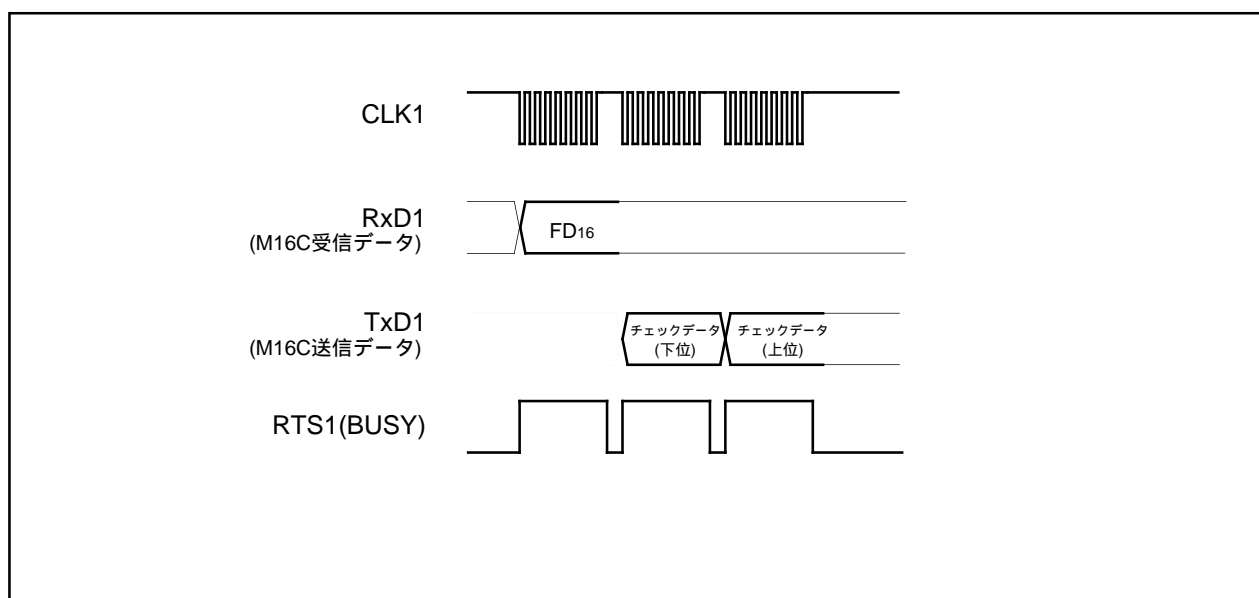 CLK1
RxD1
(M16C受信データ)
FD16
TxD1
(M16C送信データ)
チェックデータ
(下位)
チェックデータ
(上位)
RTS1(BUSY)